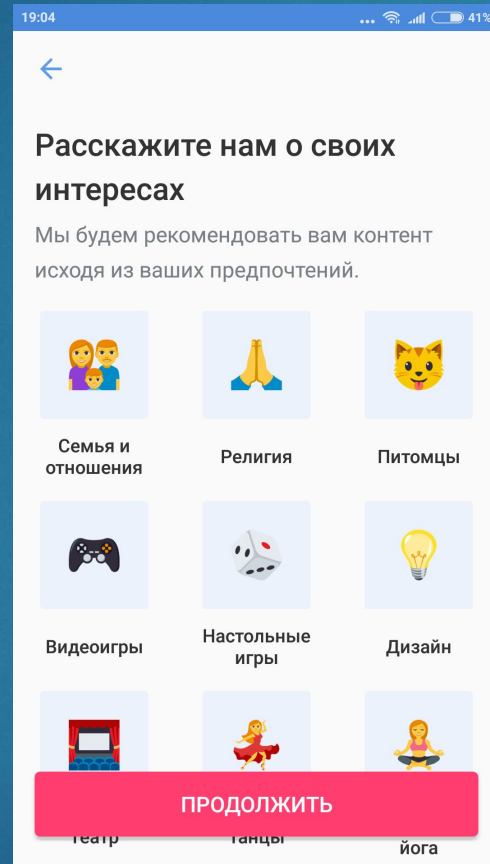 19:04
41%
Расскажите нам о своих
интересах
Мы будем рекомендовать вам контент
исходя из ваших предпочтений.
Семья и
отношения
Религия
Питомцы
Видеоигры
Настольные
игры
Дизайн
ПРОДОЛЖИТЬ
Театр
Танцы
йога